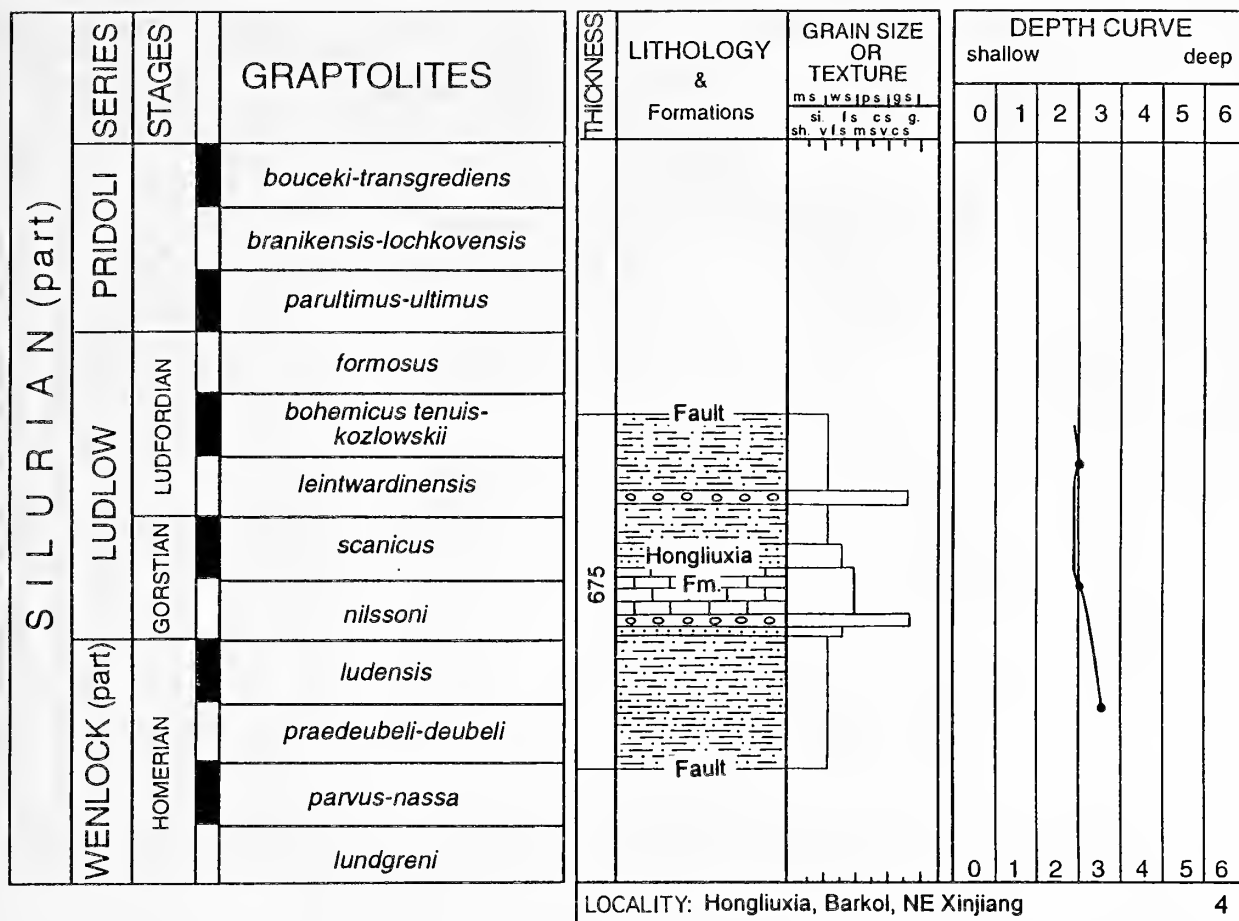 SILURIAN (part)
SERIES
STAGES
GRAPTOLITES
PRIDOLI
LUDLOW
WENLOCK (part)
LUDFORDIAN
GORSTIAN
HOMERIAN
bouceki-transgrediens
branikensis-lochkovensis
parultimus-ultimus
formosus
bohemicus tenuis-
kozlowskii
leintwardinensis
scanicus
nilssoni
ludensis
praedeubeli-deubeli
parvus-nassa
lundgreni
THICKNESS
675
LITHOLOGY
&
Formations
Fault
Hongliuxia
Fm.
Fault
GRAIN SIZE
OR
TEXTURE
ms ws ps gs
si. fs cs g.
sh. vfs ms vcs
DEPTH CURVE
shallow deep
0 1 2 3 4 5 6
0 1 2 3 4 5 6
LOCALITY: Hongliuxia, Barkol, NE Xinjiang 4